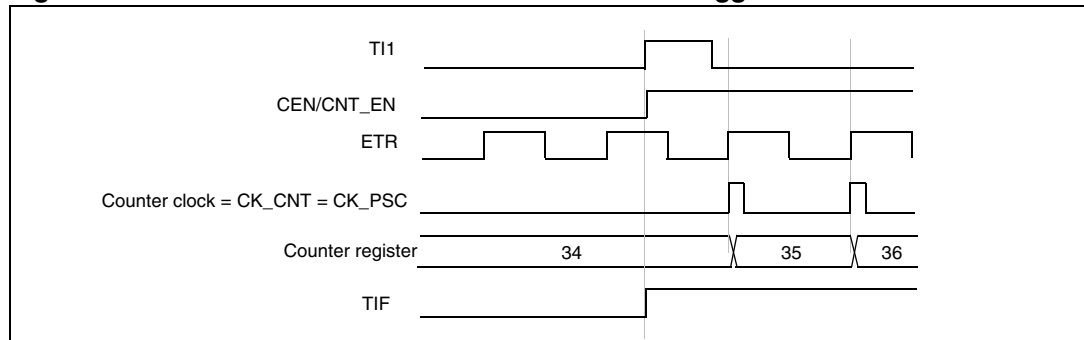 TI1
CEN/CNT_EN
ETR
Counter clock = CK_CNT = CK_PSC
Counter register
34
35
36
TIF